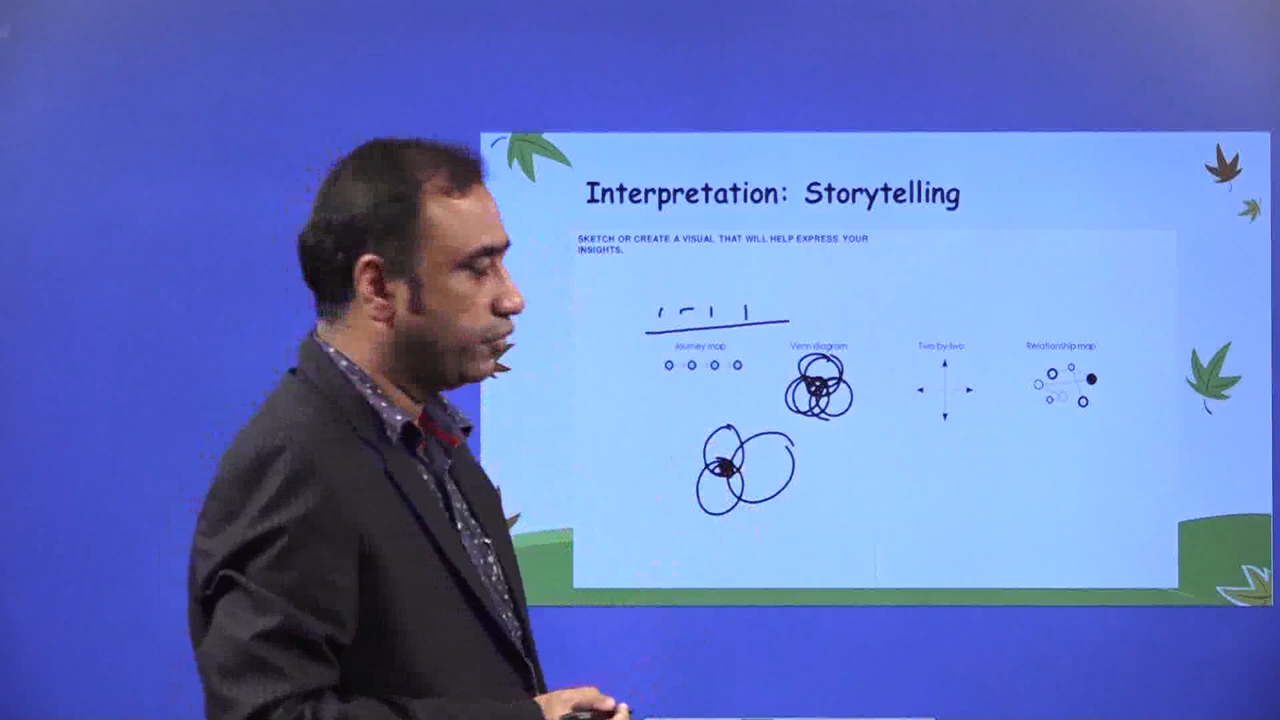 Interpretation: Storytelling
SKETCH OR CREATE A VISUAL THAT WILL HELP EXPRESS YOUR
INSIGHTS.
Journey map
Venn diagram
Two by two
Relationship map